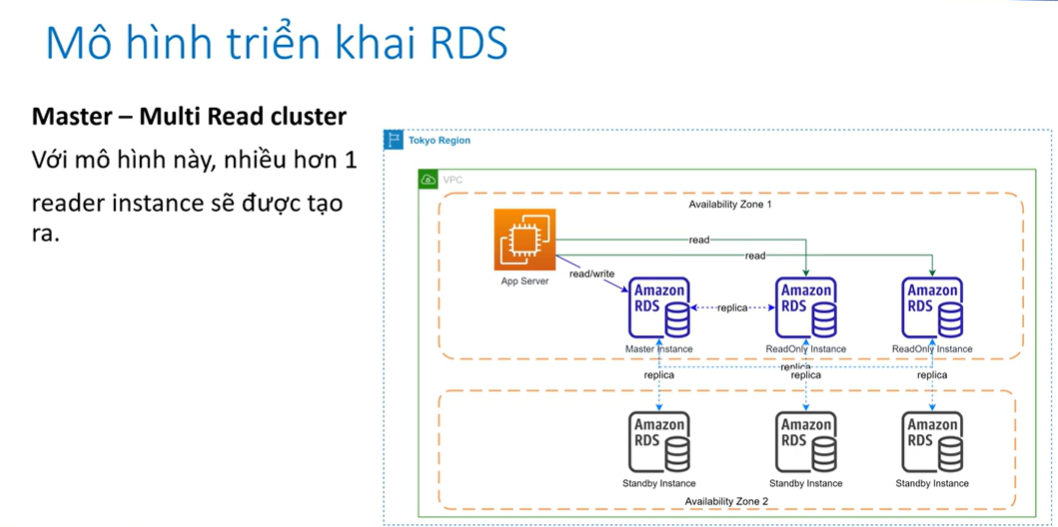 Mô hình triển khai RDS
Master – Multi Read cluster
Với mô hình này, nhiều hơn 1
reader instance sẽ được tạo
ra.
Tokyo Region
VPC
Availability Zone 1
read
read
App Server
read/write
Amazon
RDS
replica
Amazon
RDS
Amazon
RDS
Master Instance
ReadOnly Instance
ReadOnly Instance
replica
replica
replica
replica
Amazon
RDS
Amazon
RDS
Amazon
RDS
Standby Instance
Standby Instance
Standby Instance
Availability Zone 2